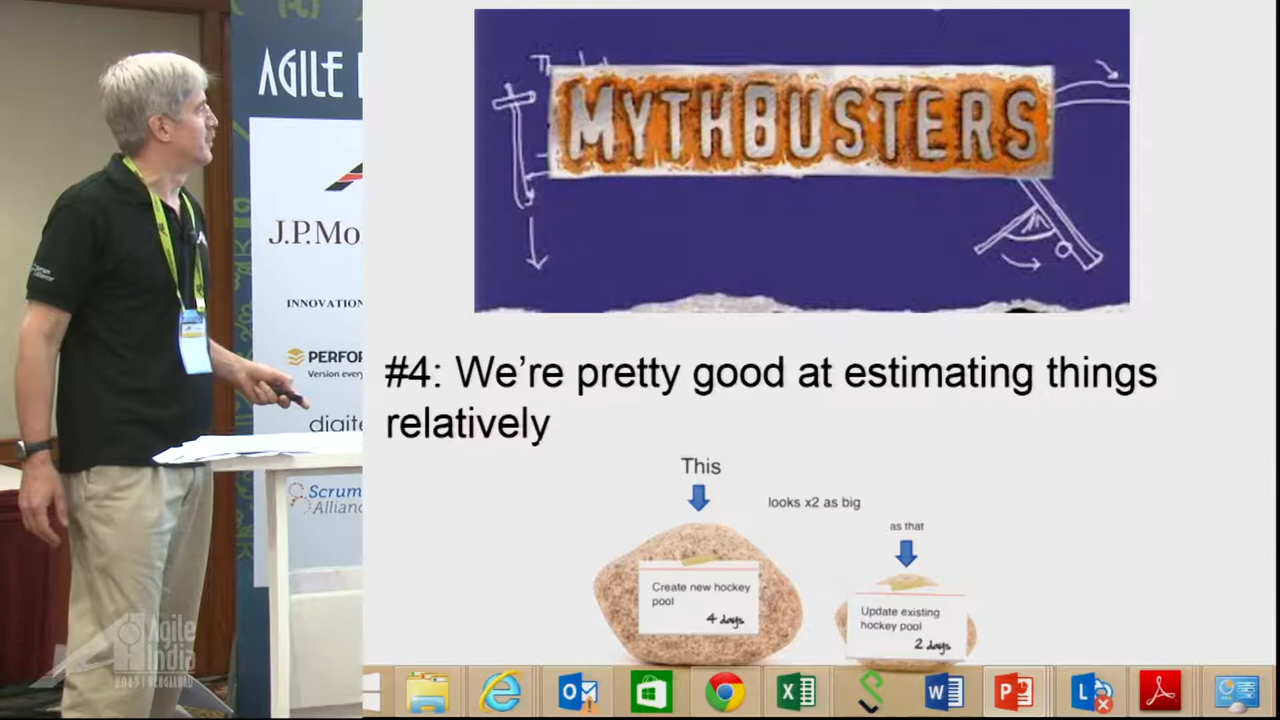 AGILE
J.P.Mo
INNOVATION
PERFOR
Version every
digite
Scrum
Allianc
MYTHBUSTERS
#4: We're pretty good at estimating things
relatively
This
looks x2 as big
as that
Create new hockey
pool
4 days
Update existing
hockey pool
2 days
Agile
India